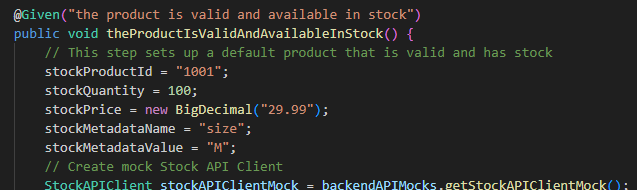 @Given("the product is valid and available in stock")
public void theProductIsValidAndAvailableInStock() {
// This step sets up a default product that is valid and has stock
stockProductId = "1001";
stockQuantity = 100;
stockPrice = new BigDecimal("29.99");
stockMetadataName = "size";
stockMetadataValue = "M";
// Create mock Stock API Client
StockAPIClient stockAPIClientMock = backendAPIMocks.getStockAPIClientMock();